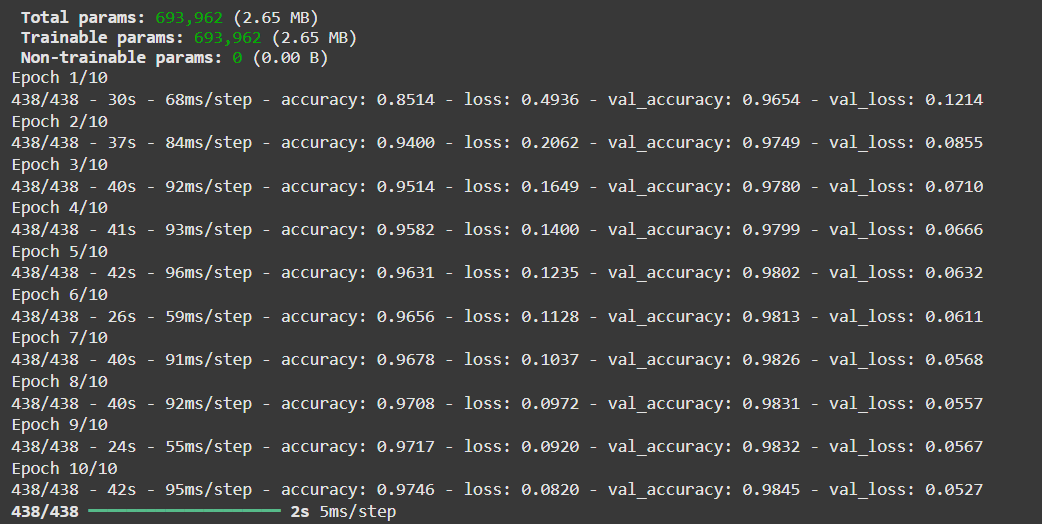 Total params: 693,962 (2.65 MB)
Trainable params: 693,962 (2.65 MB)
Non-trainable params: 0 (0.00 B)
Epoch 1/10
438/438 - 30s - 68ms/step - accuracy: 0.8514 - loss: 0.4936 - val_accuracy: 0.9654 - val_loss: 0.1214
Epoch 2/10
438/438 - 37s - 84ms/step - accuracy: 0.9400 - loss: 0.2062 - val_accuracy: 0.9749 - val_loss: 0.0855
Epoch 3/10
438/438 - 40s - 92ms/step - accuracy: 0.9514 - loss: 0.1649 - val_accuracy: 0.9780 - val_loss: 0.0710
Epoch 4/10
438/438 - 41s - 93ms/step - accuracy: 0.9582 - loss: 0.1400 - val_accuracy: 0.9799 - val_loss: 0.0666
Epoch 5/10
438/438 - 42s - 96ms/step - accuracy: 0.9631 - loss: 0.1235 - val_accuracy: 0.9802 - val_loss: 0.0632
Epoch 6/10
438/438 - 26s - 59ms/step - accuracy: 0.9656 - loss: 0.1128 - val_accuracy: 0.9813 - val_loss: 0.0611
Epoch 7/10
438/438 - 40s - 91ms/step - accuracy: 0.9678 - loss: 0.1037 - val_accuracy: 0.9826 - val_loss: 0.0568
Epoch 8/10
438/438 - 40s - 92ms/step - accuracy: 0.9708 - loss: 0.0972 - val_accuracy: 0.9831 - val_loss: 0.0557
Epoch 9/10
438/438 - 24s - 55ms/step - accuracy: 0.9717 - loss: 0.0920 - val_accuracy: 0.9832 - val_loss: 0.0567
Epoch 10/10
438/438 - 42s - 95ms/step - accuracy: 0.9746 - loss: 0.0820 - val_accuracy: 0.9845 - val_loss: 0.0527
438/438 ━━━━━━━━━━━━━━━━━━━━ 2s 5ms/step